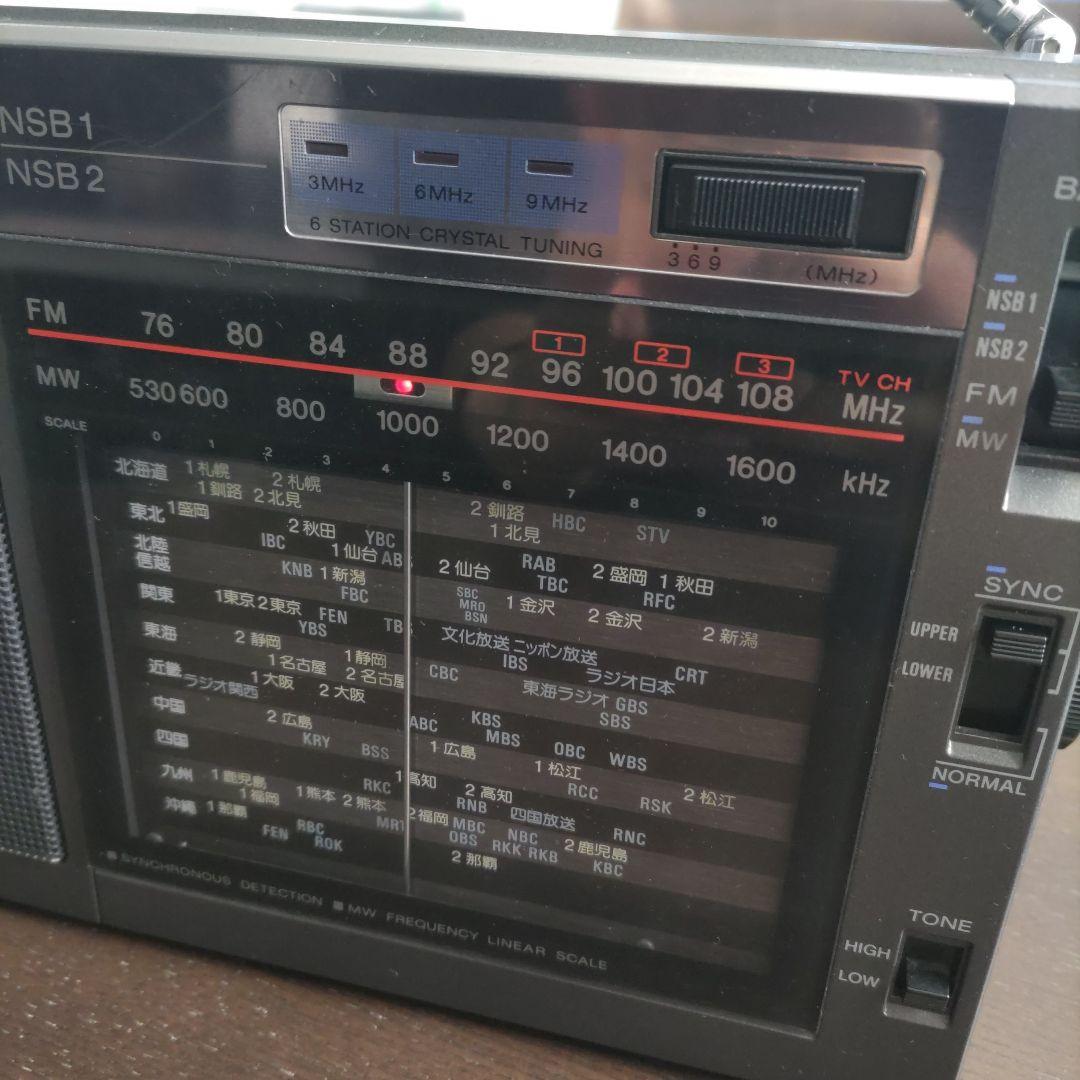 NSB1
NSB2
3MHz 6MHz 9MHz
6 STATION CRYSTAL TUNING
3 6 9 (MHz)
NSB1
NSB2
FM
MW
FM 76 80 84 88 92 96 100 104 108 MHz
1 2 3 TV CH
MW 530 600 800 1000 1200 1400 1600 kHz
SCALE 0 1 2 3 4 5 6 7 8 9 10
北海道 1札幌 2札幌 2釧路 HBC STV
1釧路 2北見 1北見
東北 1盛岡 2秋田 YBC RAB 2盛岡 1秋田
IBC 1仙台 AB 2仙台 TBC RFC
北陸 信越 KNB 1新潟 SBC 1金沢 2金沢 2新潟
FBC MRO
BSN
関東 1東京 2東京 FEN TB 文化放送 ニッポン放送 CRT
YBS IBS ラジオ日本
東海 2静岡 1静岡 CBC 東海ラジオ GBS
1名古屋 2名古屋 SBS
近畿 ラジオ関西 1大阪 2大阪 ABC KBS MBS OBC WBS
中国 2広島 1広島 1松江 2松江
KRY BSS RCC RSK
四国 RKC 1高知 2高知 RNB 四国放送 RNC
九州 1鹿児島 1福岡 1熊本 2熊本 MRT 2福岡 MBC NBC 2鹿児島
OBS RKK RKB KBC
沖縄 1那覇 FEN RBC ROK 2那覇
■SYNCHRONOUS DETECTION ■MW FREQUENCY LINEAR SCALE
SYNC
UPPER
LOWER
NORMAL
TONE
HIGH
LOW